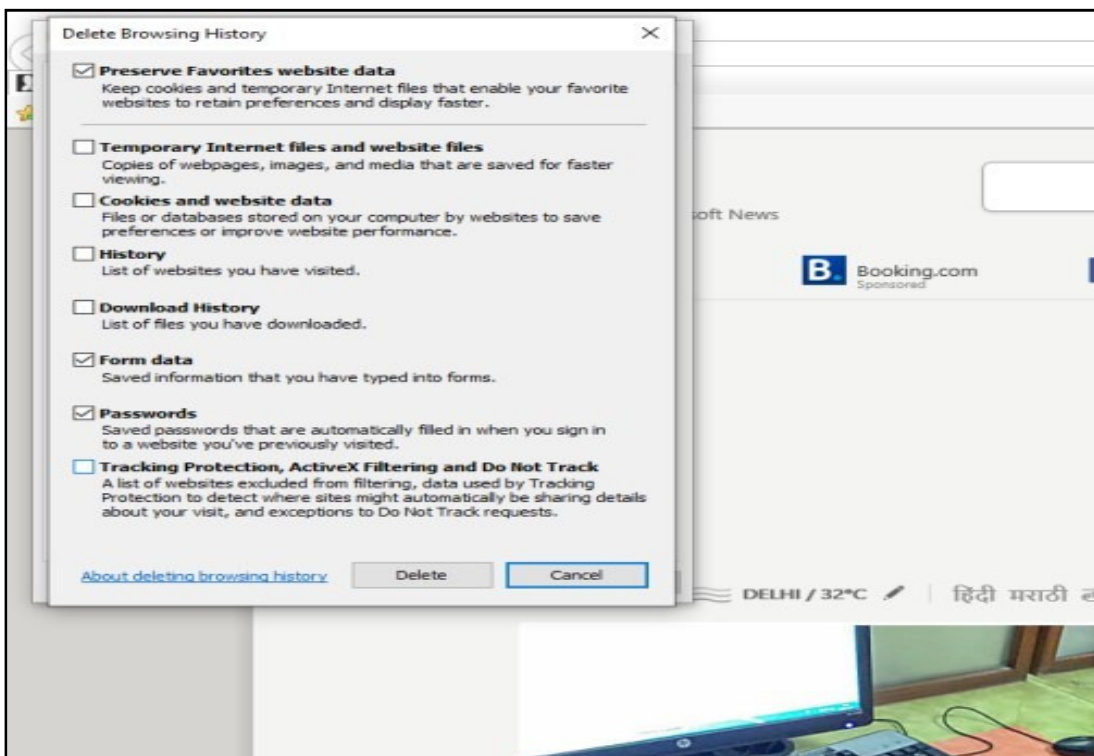 Delete Browsing History
Preserve Favorites website data
Keep cookies and temporary Internet files that enable your favorite
websites to retain preferences and display faster.
Temporary Internet files and website files
Copies of webpages, images, and media that are saved for faster
viewing.
Cookies and website data
Files or databases stored on your computer by websites to save
preferences or improve website performance.
History
List of websites you have visited.
Download History
List of files you have downloaded.
Form data
Saved information that you have typed into forms.
Passwords
Saved passwords that are automatically filled in when you sign in
to a website you've previously visited.
Tracking Protection, ActiveX Filtering and Do Not Track
A list of websites excluded from filtering, data used by Tracking
Protection to detect where sites might automatically be sharing details
about your visit, and exceptions to Do Not Track requests.
About deleting browsing history
Delete
Cancel
soft News
B. Booking.com
Sponsored
DELHI / 32°C
हिंदी मराठी